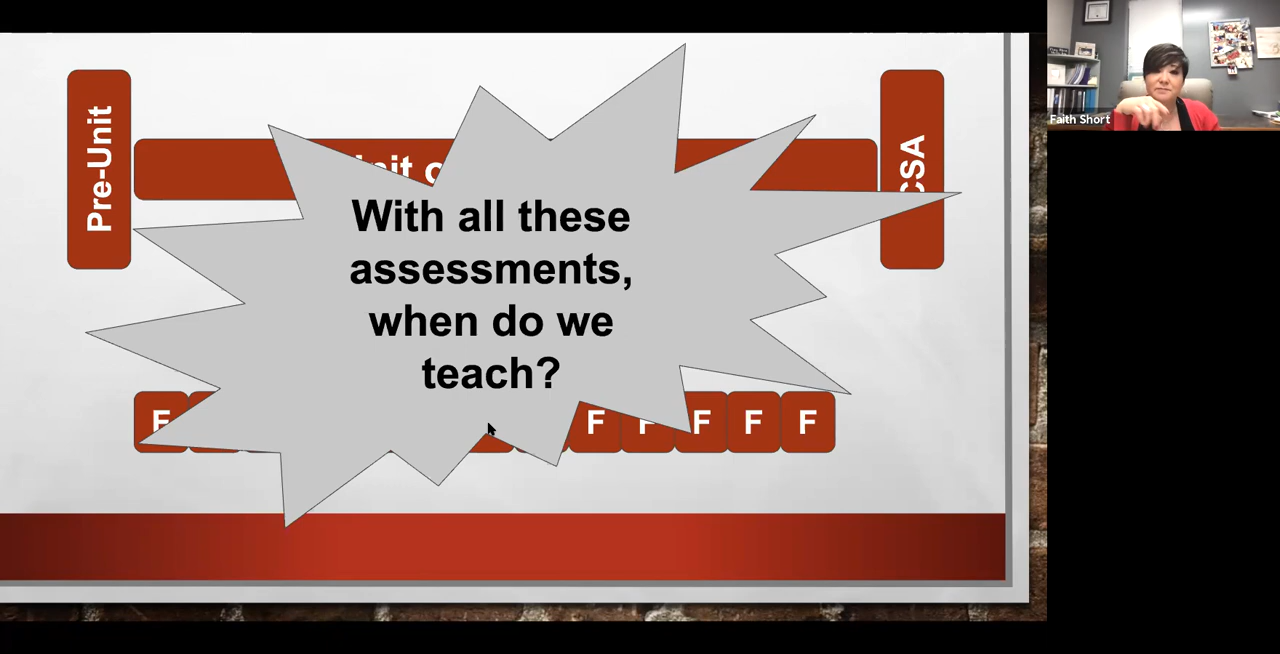 Pre-Unit
CSA
With all these
assessments,
when do we
teach?
F
F
F
F
F
F
Faith Short